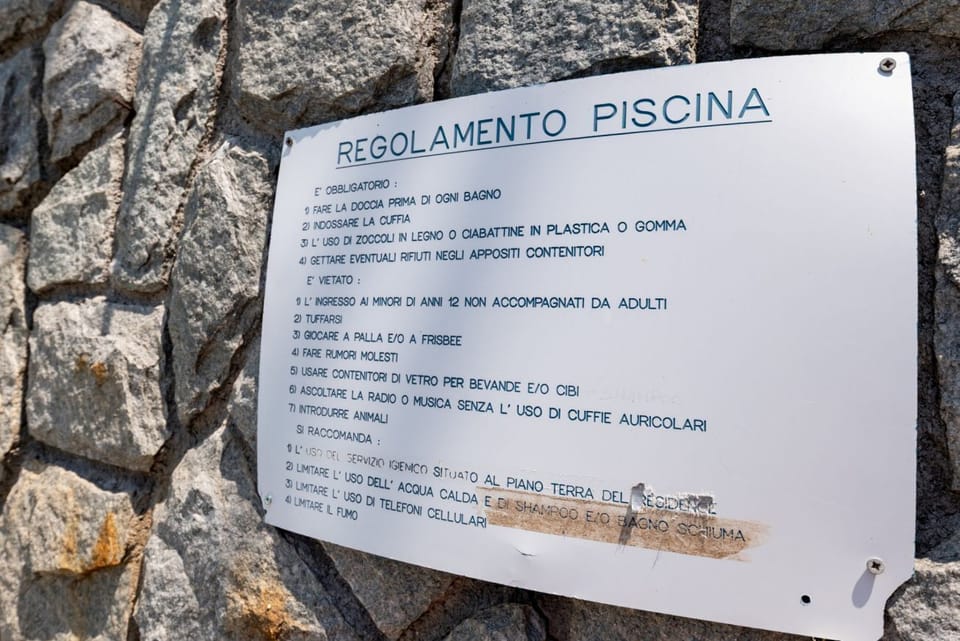 REGOLAMENTO PISCINA
E' OBBLIGATORIO :
1) FARE LA DOCCIA PRIMA DI OGNI BAGNO
2) INDOSSARE LA CUFFIA
3) L' USO DI ZOCCOLI IN LEGNO O CIABATTINE IN PLASTICA O GOMMA
4) GETTARE EVENTUALI RIFIUTI NEGLI APPOSITI CONTENITORI
E' VIETATO :
1) L' INGRESSO AI MINORI DI ANNI 12 NON ACCOMPAGNATI DA ADULTI
2) TUFFARSI
3) GIOCARE A PALLA E/O A FRISBEE
4) FARE RUMORI MOLESTI
5) USARE CONTENITORI DI VETRO PER BEVANDE E/O CIBI
6) ASCOLTARE LA RADIO O MUSICA SENZA L' USO DI CUFFIE AURICOLARI
7) INTRODURRE ANIMALI
SI RACCOMANDA :
1) L' USO DEL SERVIZIO IGIENICO SITUATO AL PIANO TERRA DEL RESIDENCE
2) LIMITARE L' USO DELL' ACQUA CALDA E DI SHAMPOO E/O BAGNO SCHIUMA
3) LIMITARE L' USO DI TELEFONI CELLULARI
4) LIMITARE IL FUMO